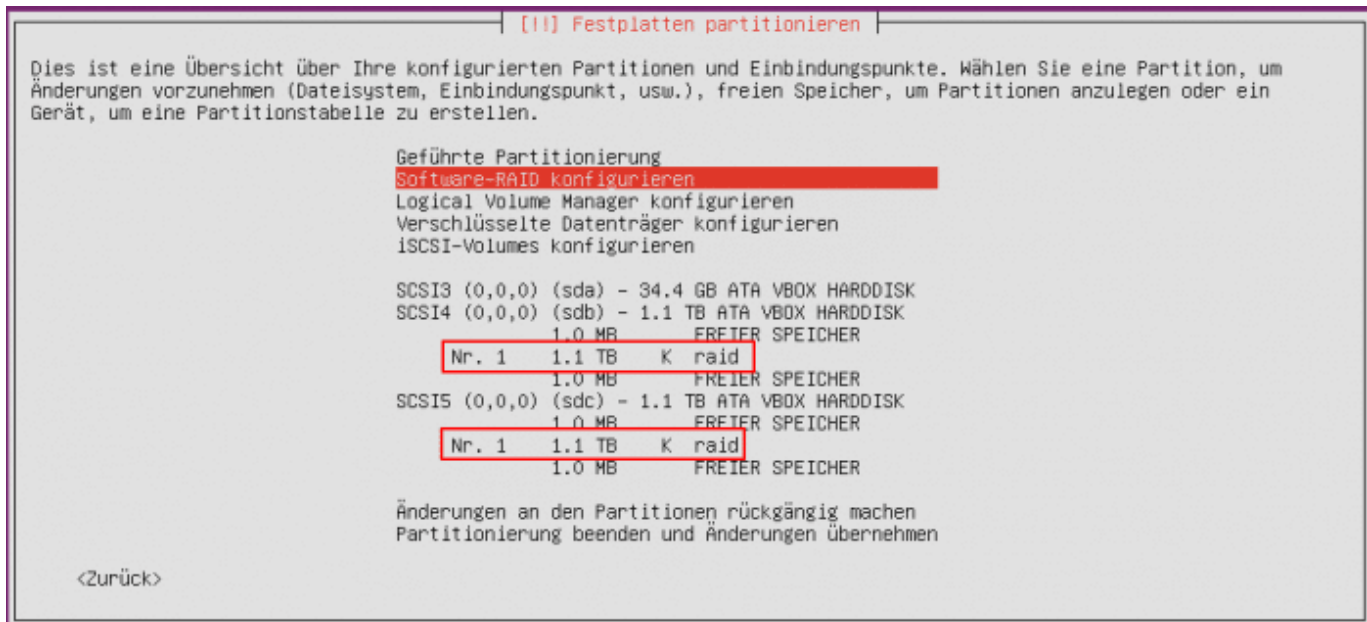 [!!] Festplatten partitionieren
Dies ist eine Übersicht über Ihre konfigurierten Partitionen und Einbindungspunkte. Wählen Sie eine Partition, um
Änderungen vorzunehmen (Dateisystem, Einbindungspunkt, usw.), freien Speicher, um Partitionen anzulegen oder ein
Gerät, um eine Partitionstabelle zu erstellen.
Geführte Partitionierung
Software-RAID konfigurieren
Logical Volume Manager konfigurieren
Verschlüsselte Datenträger konfigurieren
iSCSI-Volumes konfigurieren
SCSI3 (0,0,0) (sda) - 34.4 GB ATA VBOX HARDDISK
SCSI4 (0,0,0) (sdb) - 1.1 TB ATA VBOX HARDDISK
1.0 MB FREIER SPEICHER
Nr. 1 1.1 TB K raid
1.0 MB FREIER SPEICHER
SCSI5 (0,0,0) (sdc) - 1.1 TB ATA VBOX HARDDISK
1.0 MB FREIER SPEICHER
Nr. 1 1.1 TB K raid
1.0 MB FREIER SPEICHER
Änderungen an den Partitionen rückgängig machen
Partitionierung beenden und Änderungen übernehmen
<Zurück>